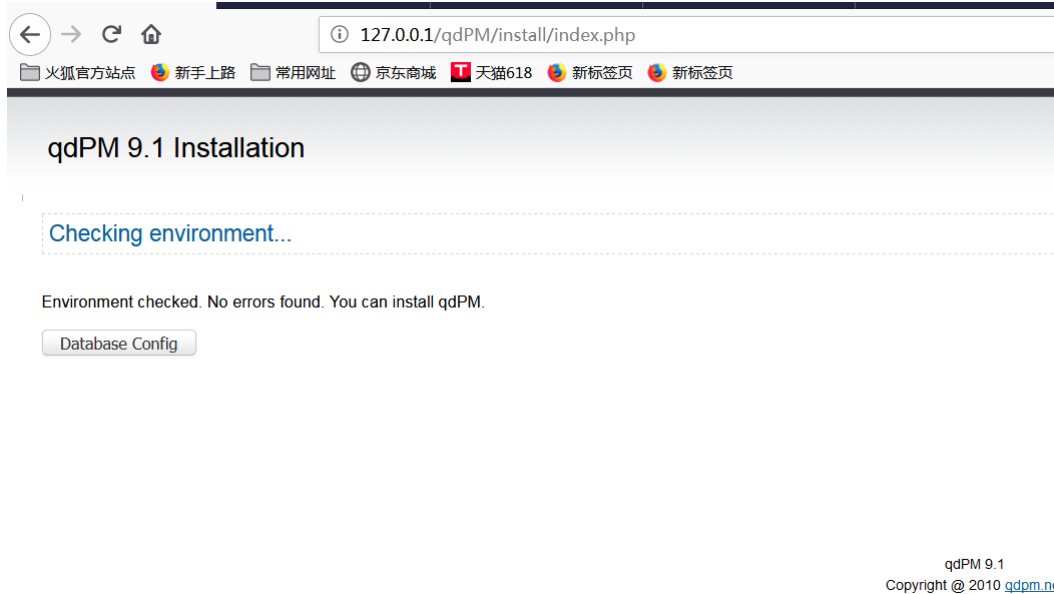 127.0.0.1/qdPM/install/index.php
火狐官方站点 新手上路 常用网址 京东商城 T 天猫618 新标签页 新标签页
qdPM 9.1 Installation
Checking environment...
Environment checked. No errors found. You can install qdPM.
Database Config
qdPM 9.1
Copyright @ 2010 qdpm.ne